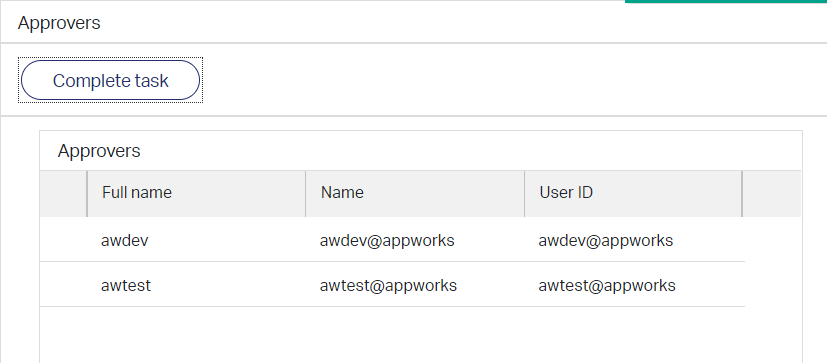 Approvers
Complete task
Approvers
Full name Name User ID
awdev awdev@appworks awdev@appworks
awtest awtest@appworks awtest@appworks